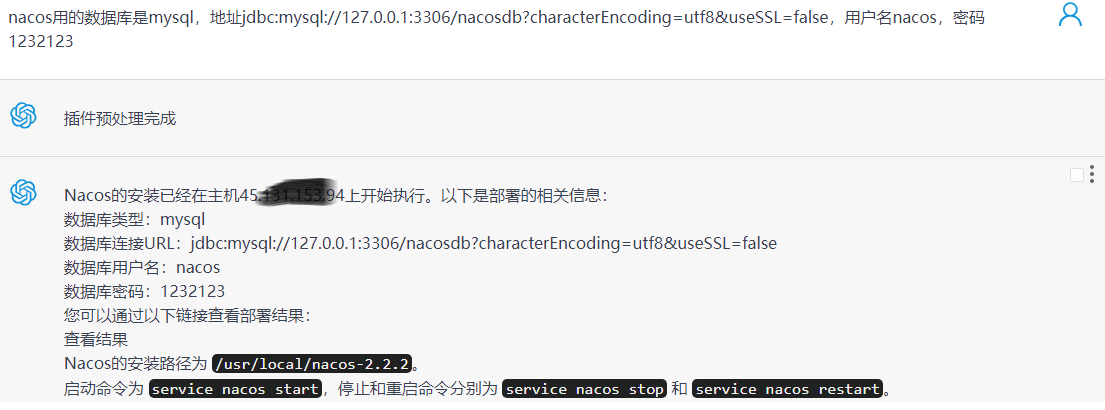 nacos用的数据库是mysql，地址jdbc:mysql://127.0.0.1:3306/nacosdb?characterEncoding=utf8&useSSL=false，用户名nacos，密码
1232123
插件预处理完成
Nacos的安装已经在主机45.94上开始执行。以下是部署的相关信息：
数据库类型：mysql
数据库连接URL：jdbc:mysql://127.0.0.1:3306/nacosdb?characterEncoding=utf8&useSSL=false
数据库用户名：nacos
数据库密码：1232123
您可以通过以下链接查看部署结果：
查看结果
Nacos的安装路径为 /usr/local/nacos-2.2.2。
启动命令为 service nacos start，停止和重启命令分别为 service nacos stop 和 service nacos restart。